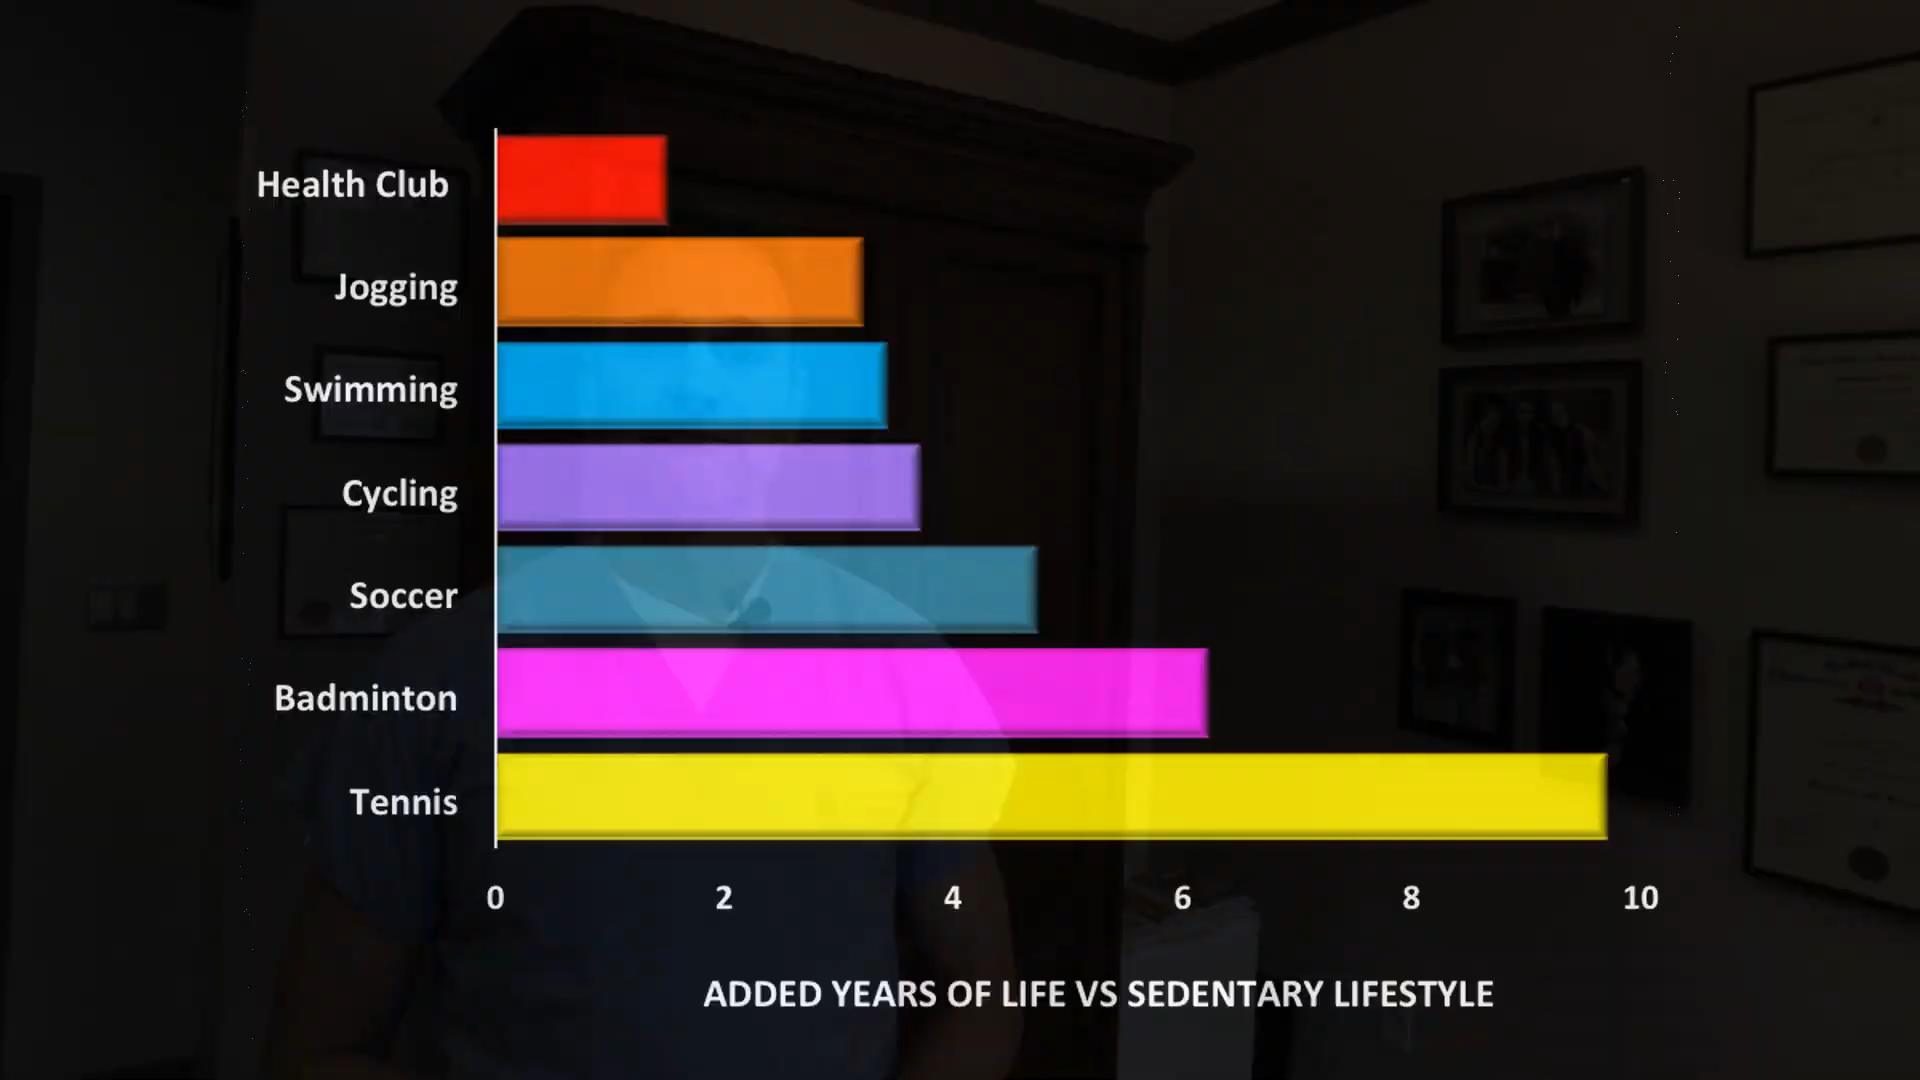 Health Club
Jogging
Swimming
Cycling
Soccer
Badminton
Tennis
0 2 4 6 8 10
ADDED YEARS OF LIFE VS SEDENTARY LIFESTYLE